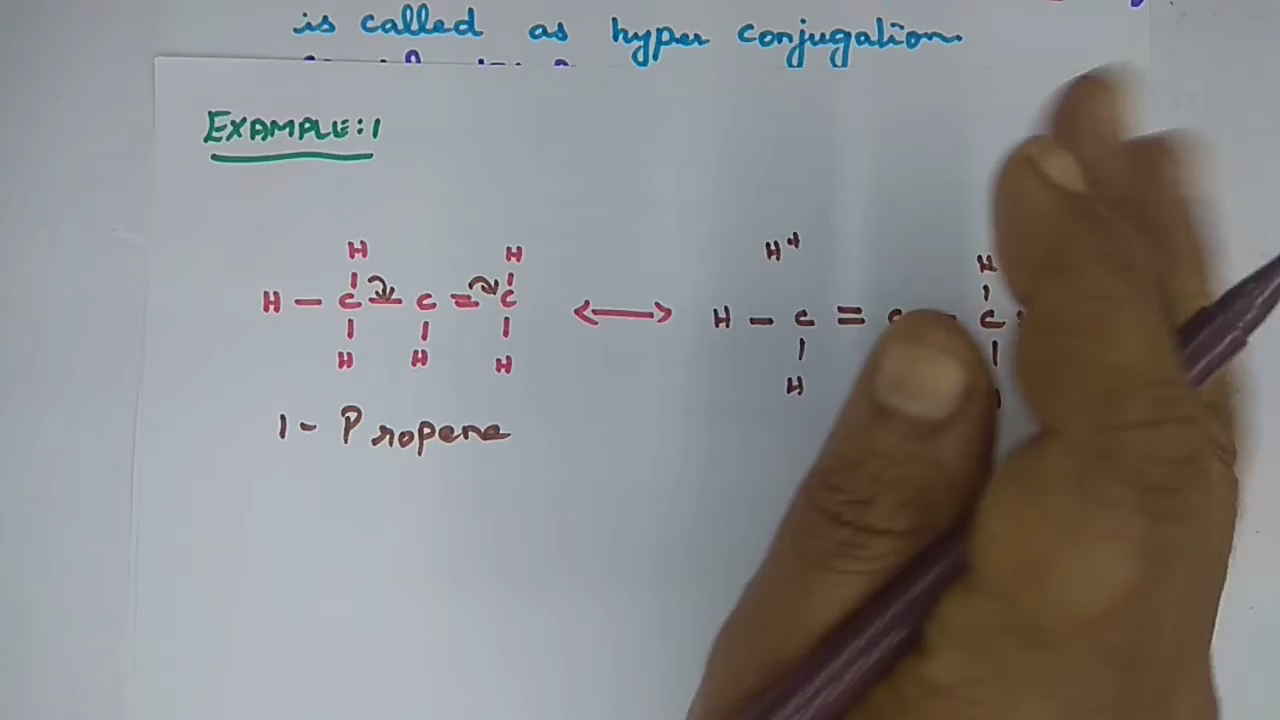 is called as hyper conjugation
EXAMPLE:1
H H H+ H
H - C - C = C ⟷ H - C = C - C
H H H H
1- Propene